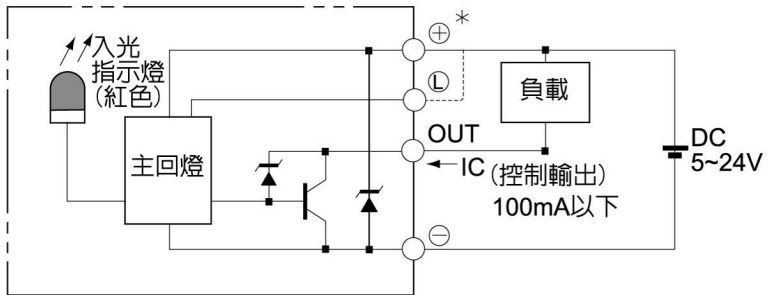 入光
指示燈
(紅色)
主回燈
⊕ *
Ⓛ
OUT
IC (控制輸出)
100mA以下
⊖
負載
DC
5~24V